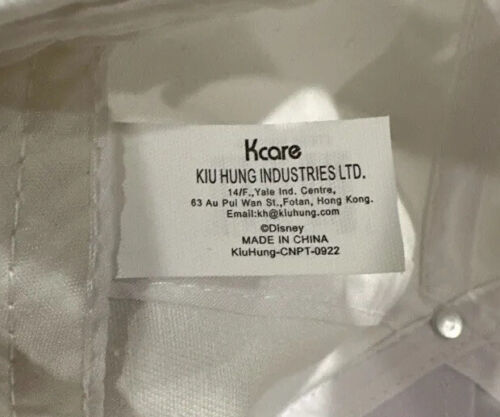 Kcare
KIU HUNG INDUSTRIES LTD.
14/F.,Yale Ind. Centre,
63 Au Pui Wan St.,Fotan, Hong Kong.
Email:kh@kiuhung.com
©Disney
MADE IN CHINA
KiuHung-CNPT-0922